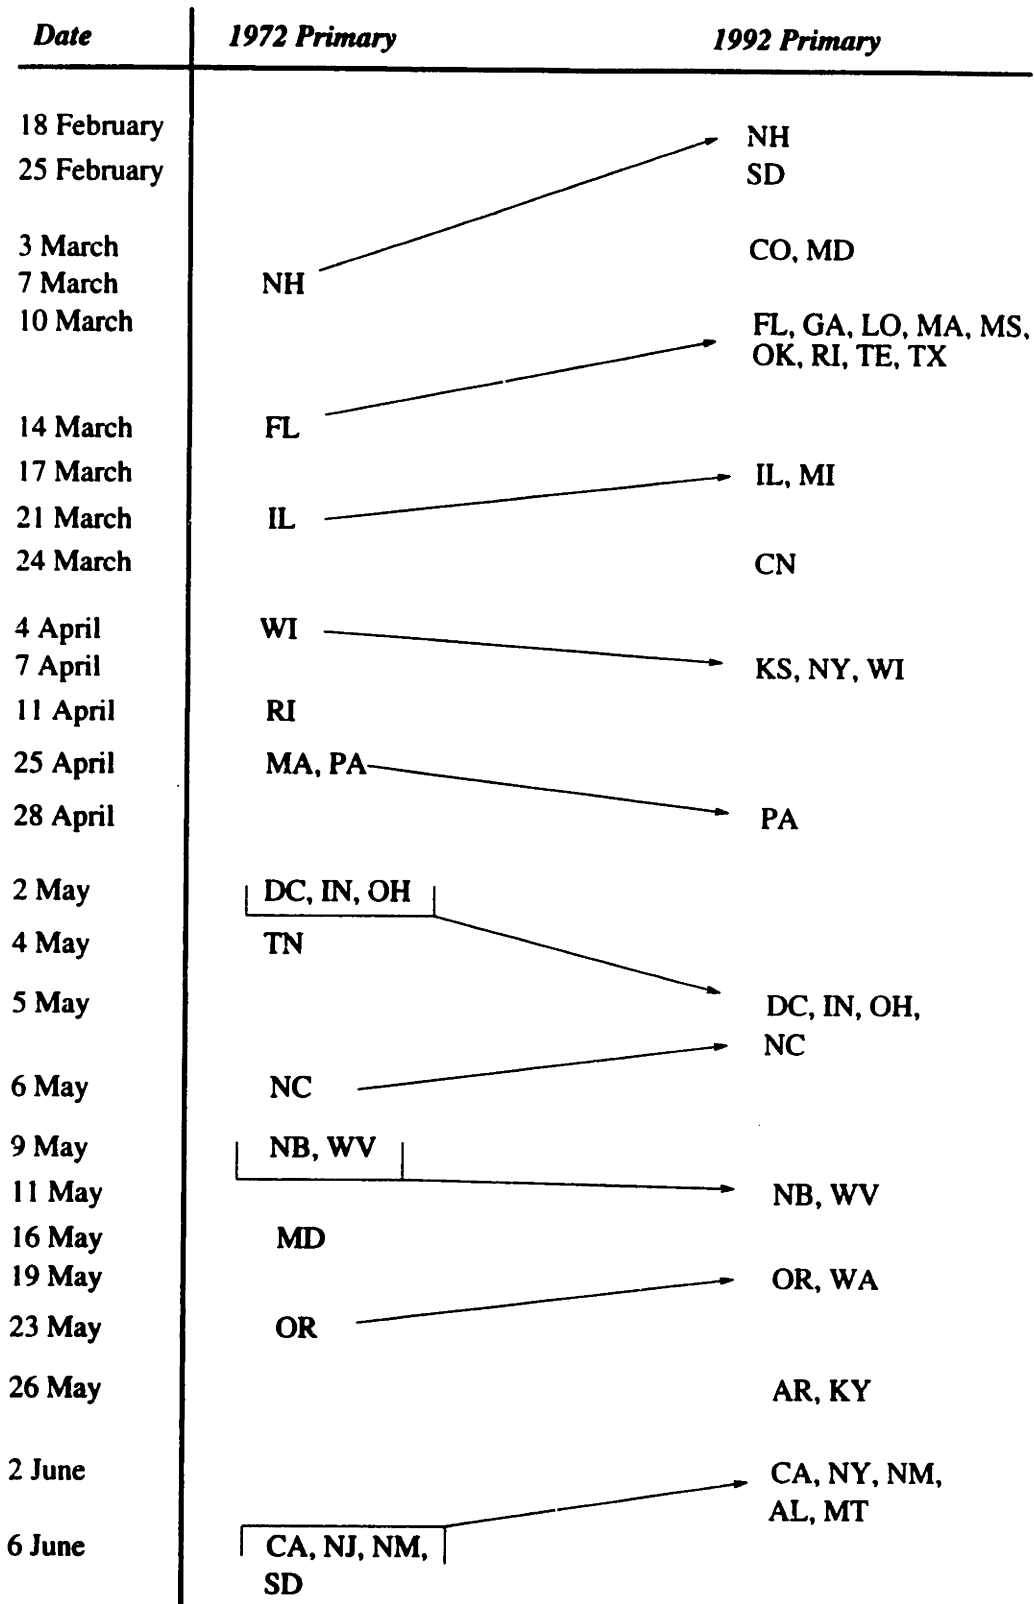 Date 1972 Primary 1992 Primary
18 February NH
25 February SD
3 March CO, MD
7 March NH
10 March FL, GA, LO, MA, MS,
OK, RI, TE, TX
14 March FL
17 March IL, MI
21 March IL
24 March CN
4 April WI
7 April KS, NY, WI
11 April RI
25 April MA, PA
28 April PA
2 May DC, IN, OH
4 May TN
5 May DC, IN, OH,
NC
6 May NC
9 May NB, WV
11 May NB, WV
16 May MD
19 May OR, WA
23 May OR
26 May AR, KY
2 June CA, NY, NM,
AL, MT
6 June CA, NJ, NM,
SD